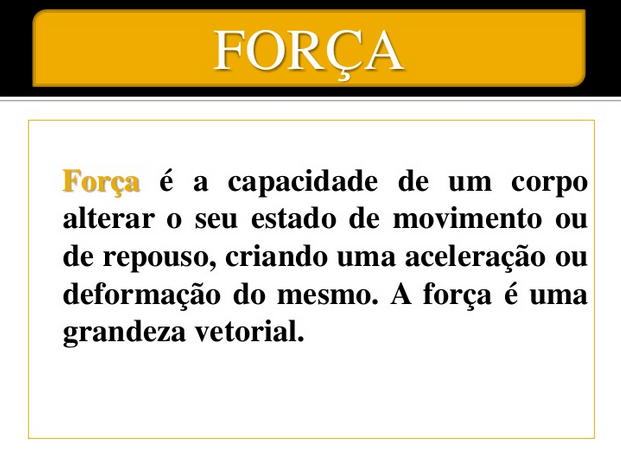 FORÇA
Força é a capacidade de um corpo
alterar o seu estado de movimento ou
de repouso, criando uma aceleração ou
deformação do mesmo. A força é uma
grandeza vetorial.